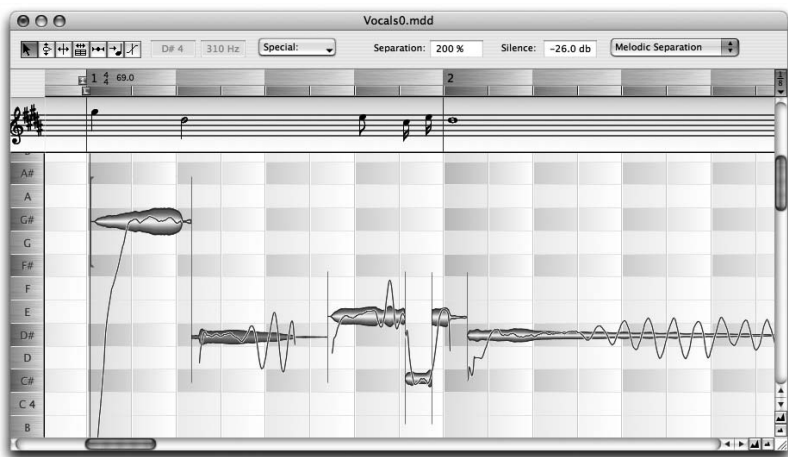 Vocals0.mdd
D# 4 310 Hz Special: Separation: 200 % Silence: -26.0 db Melodic Separation
1 4/4 69.0 2
A#
A
G#
G
F#
F
E
D#
D
C#
C 4
B